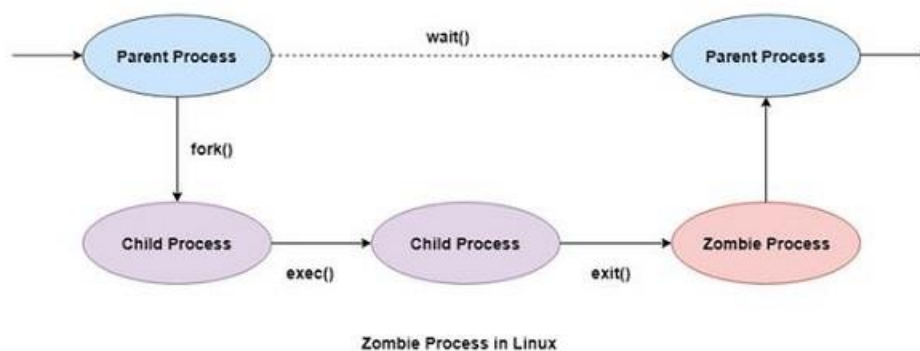 wait()
Parent Process
Parent Process
fork()
Child Process
Child Process
Zombie Process
exec()
exit()
Zombie Process in Linux